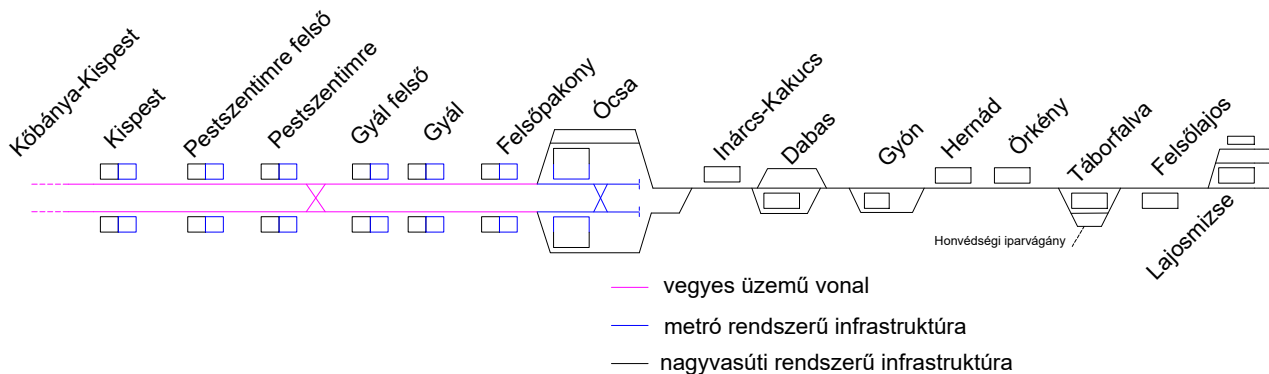 Kőbánya-Kispest
Kispest
Pestszentimre felső
Pestszentimre
Gyál felső
Gyál
Felsőpakony
Ócsa
Inárcs-Kakucs
Dabas
Gyón
Hernád
Örkény
Táborfalva
Felsőlajos
Lajosmizse
Honvédségi iparvágány
vegyes üzemű vonal
metró rendszerű infrastruktúra
nagyvasúti rendszerű infrastruktúra